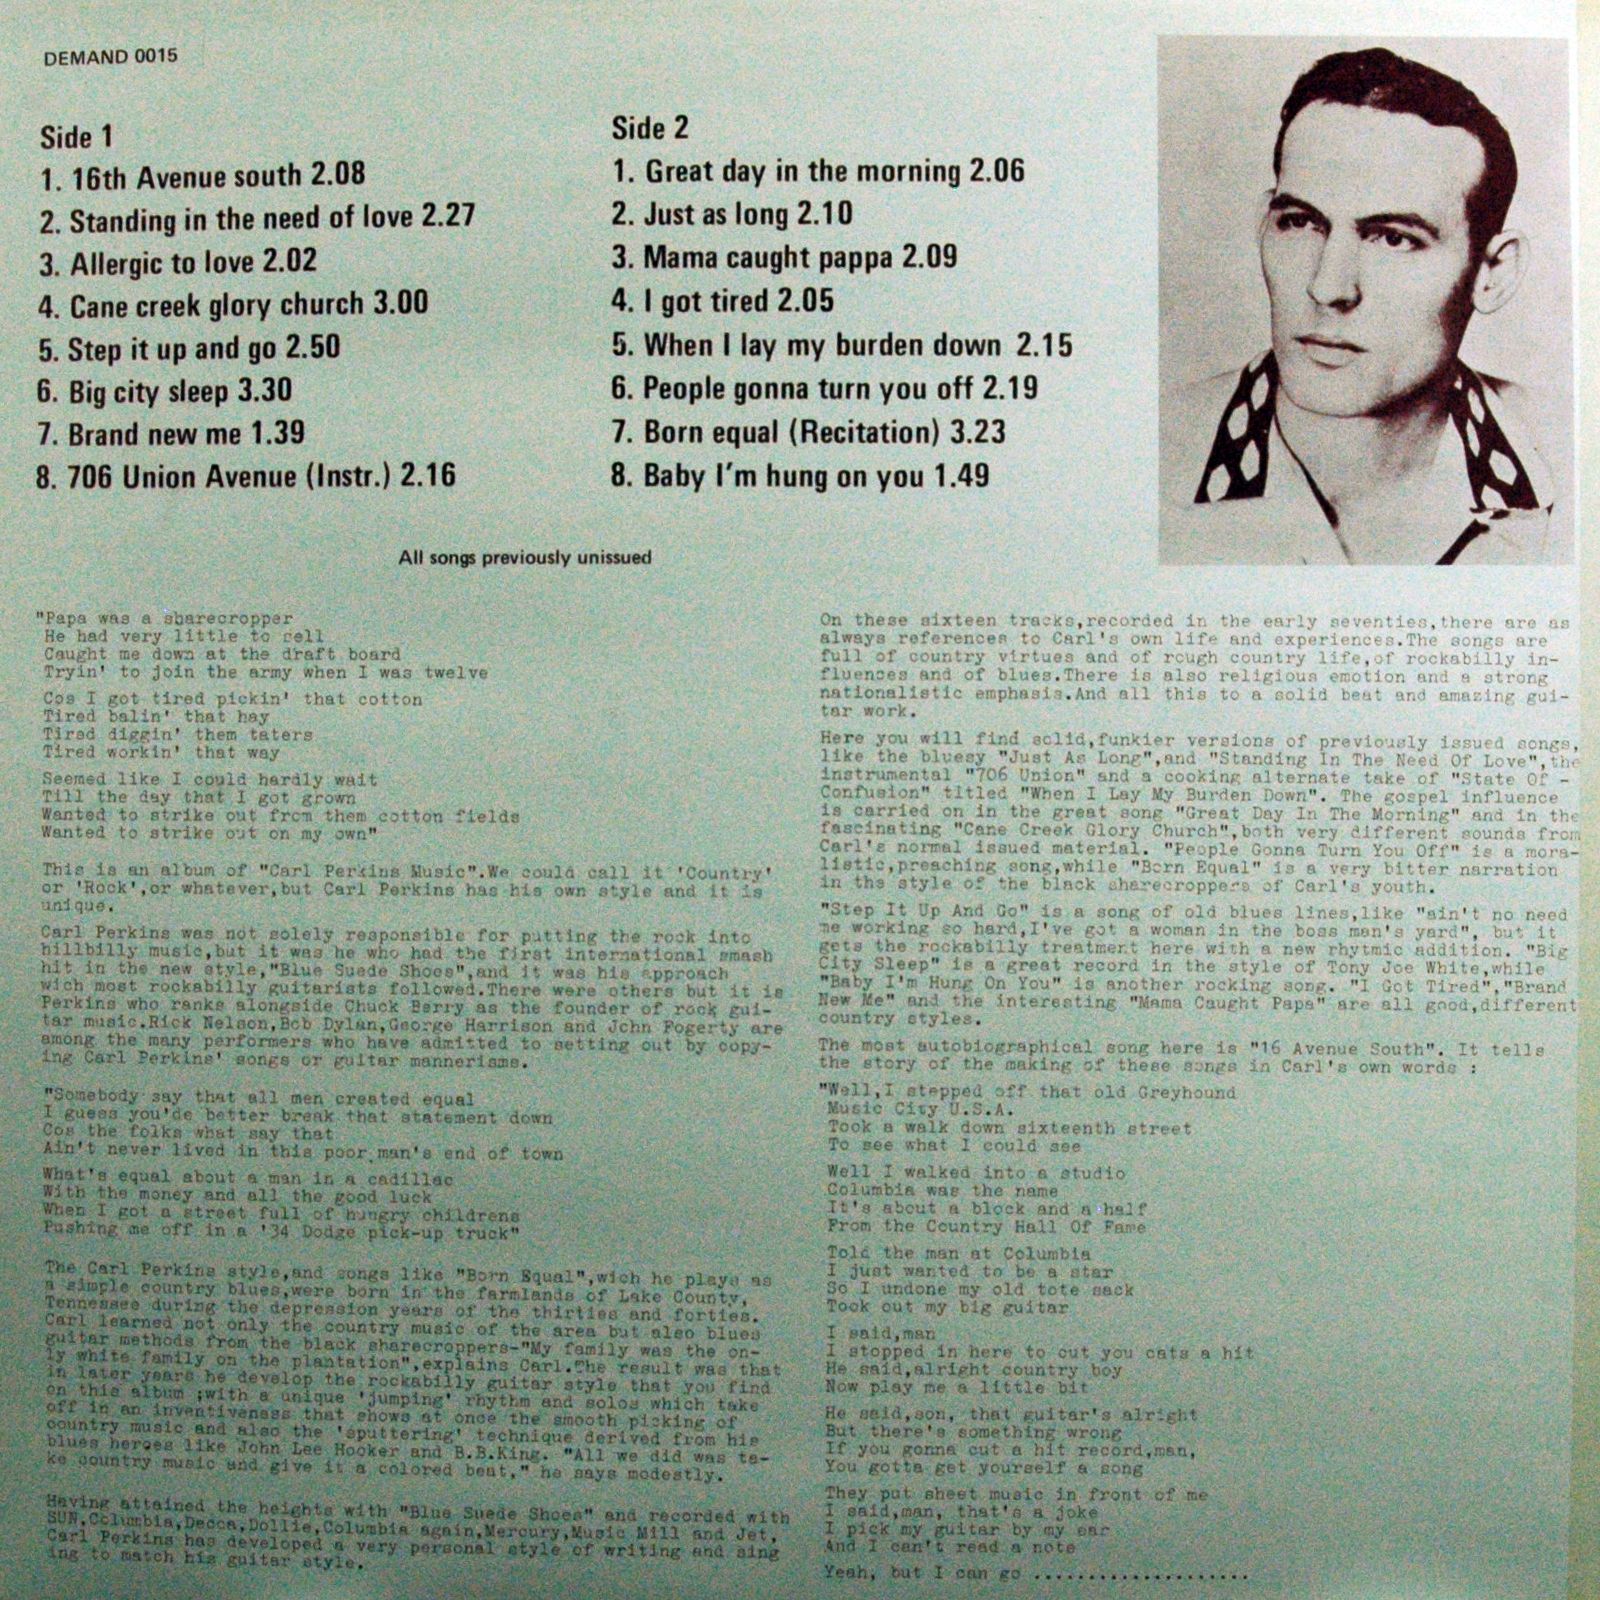 DEMAND 0015
Side 1
1. 16th Avenue south 2.08
2. Standing in the need of love 2.27
3. Allergic to love 2.02
4. Cane creek glory church 3.00
5. Step it up and go 2.50
6. Big city sleep 3.30
7. Brand new me 1.39
8. 706 Union Avenue (Instr.) 2.16
Side 2
1. Great day in the morning 2.06
2. Just as long 2.10
3. Mama caught pappa 2.09
4. I got tired 2.05
5. When I lay my burden down 2.15
6. People gonna turn you off 2.19
7. Born equal (Recitation) 3.23
8. Baby I'm hung on you 1.49
All songs previously unissued
"Papa was a sharecropper
He had very little to cell
Caught me down at the draft board
Tryin' to join the army when I was twelve
Cos I got tired pickin' that cotton
Tired balin' that hay
Tired diggin' them taters
Tired workin' that way
Seemed like I could hardly wait
Till the day that I got grown
Wanted to strike out from them cotton fields
Wanted to strike out on my own"
This is an album of "Carl Perkins Music".We could call it 'Country'
or 'Rock',or whatever,but Carl Perkins has his own style and it is
unique.
Carl Perkins was not solely responsible for putting the rock into
hillbilly music,but it was he who had the first international smash
hit in the new style,"Blue Suede Shoes",and it was his approach
wich most rockabilly guitarists followed.There were others but it is
Perkins who ranks alongside Chuck Berry as the founder of rock gui-
tar music.Rick Nelson,Bob Dylan,George Harrison and John Fogerty are
among the many performers who have admitted to setting out by copy-
ing Carl Perkins' songs or guitar mannerisms.
"Somebody say that all men created equal
I guess you'de better break that statement down
Cos the folks what say that
Ain't never lived in this poor man's end of town
What's equal about a man in a cadillac
With the money and all the good luck
When I got a street full of hungry childrens
Pushing me off in a '34 Dodge pick-up truck"
The Carl Perkins style,and songs like "Born Equal",wich he plays as
a simple country blues,were born in the farmlands of Lake County,
Tennessee during the depression years of the thirties and forties.
Carl learned not only the country music of the area but also blues
guitar methods from the black sharecroppers-"My family was the on-
ly white family on the plantation",explains Carl.The result was that
in later years he develop the rockabilly guitar style that you find
on this album ;with a unique 'jumping' rhythm and solos which take
off in an inventiveness that shows at once the smooth picking of
country music and also the 'sputtering' technique derived from his
blues heroes like John Lee Hooker and B.B.King. "All we did was ta-
ke country music and give it a colored beat," he says modestly.
Having attained the heights with "Blue Suede Shoes" and recorded with
SUN,Columbia,Decca,Dollie,Columbia again,Mercury,Music Mill and Jet,
Carl Perkins has developed a very personal style of writing and sing
ing to match his guitar style.
On these sixteen tracks,recorded in the early seventies,there are as
always references to Carl's own life and experiences.The songs are
full of country virtues and of rough country life,of rockabilly in-
fluences and of blues.There is also religious emotion and a strong
nationalistic emphasis.And all this to a solid beat and amazing gui-
tar work.
Here you will find solid,funkier versions of previously issued songs,
like the bluesy "Just As Long",and "Standing In The Need Of Love",the
instrumental "706 Union" and a cooking alternate take of "State Of -
Confusion" titled "When I Lay My Burden Down". The gospel influence
is carried on in the great song "Great Day In The Morning" and in the
fascinating "Cane Creek Glory Church",both very different sounds from
Carl's normal issued material. "People Gonna Turn You Off" is a mora-
listic,preaching song,while "Born Equal" is a very bitter narration
in the style of the black sharecroppers of Carl's youth.
"Step It Up And Go" is a song of old blues lines,like "ain't no need
me working so hard,I've got a woman in the boss man's yard", but it
gets the rockabilly treatment here with a new rhytmic addition. "Big
City Sleep" is a great record in the style of Tony Joe White,while
"Baby I'm Hung On You" is another rocking song. "I Got Tired","Brand
New Me" and the interesting "Mama Caught Papa" are all good,different
country styles.
The most autobiographical song here is "16 Avenue South". It tells
the story of the making of these songs in Carl's own words :
"Well,I stepped off that old Greyhound
Music City U.S.A.
Took a walk down sixteenth street
To see what I could see
Well I walked into a studio
Columbia was the name
It's about a block and a half
From the Country Hall Of Fame
Told the man at Columbia
I just wanted to be a star
So I undone my old tote sack
Took out my big guitar
I said,man
I stopped in here to cut you cats a hit
He said,alright country boy
Now play me a little bit
He said,son, that guitar's alright
But there's something wrong
If you gonna cut a hit record,man,
You gotta get yourself a song
They put sheet music in front of me
I said,man, that's a joke
I pick my guitar by my ear
And I can't read a note
Yeah, but I can go ....................